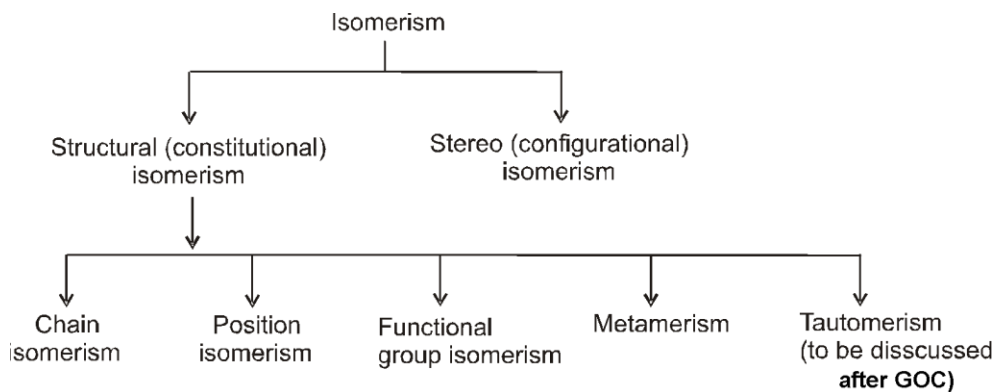 Isomerism
Structural (constitutional)
isomerism
Stereo (configurational)
isomerism
Chain
isomerism
Position
isomerism
Functional
group isomerism
Metamerism
Tautomerism
(to be disscussed
after GOC)